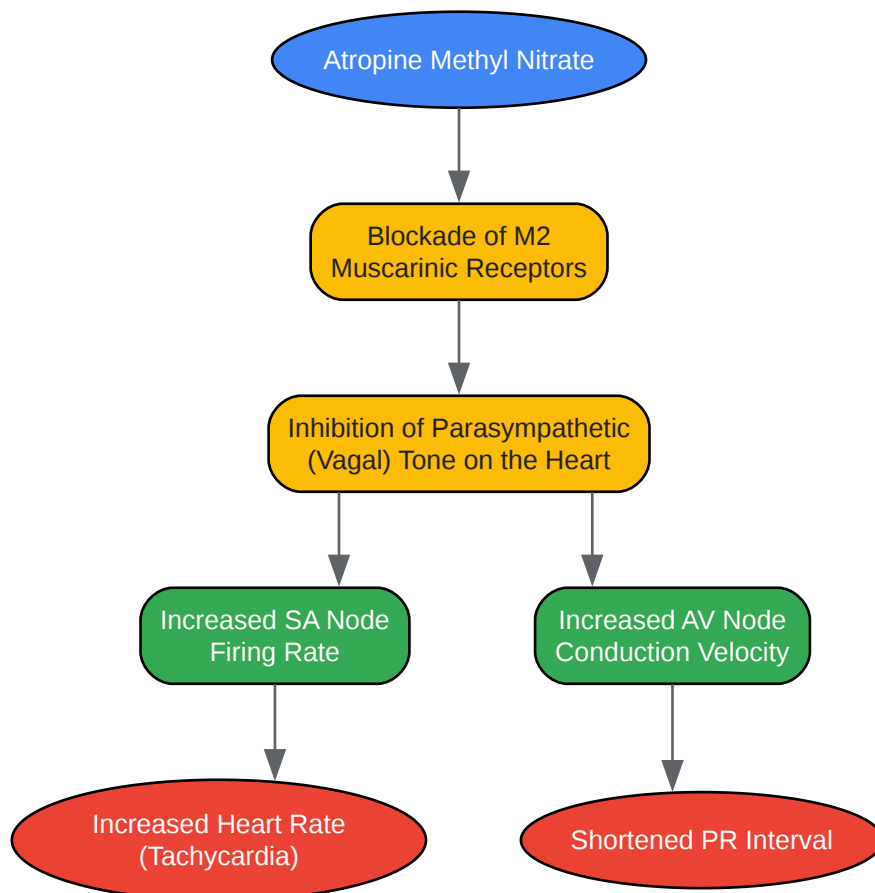 Atropine Methyl Nitrate
Blockade of M2
Muscarinic Receptors
Inhibition of Parasympathetic
(Vagal) Tone on the Heart
Increased SA Node
Firing Rate
Increased AV Node
Conduction Velocity
Increased Heart Rate
(Tachycardia)
Shortened PR Interval